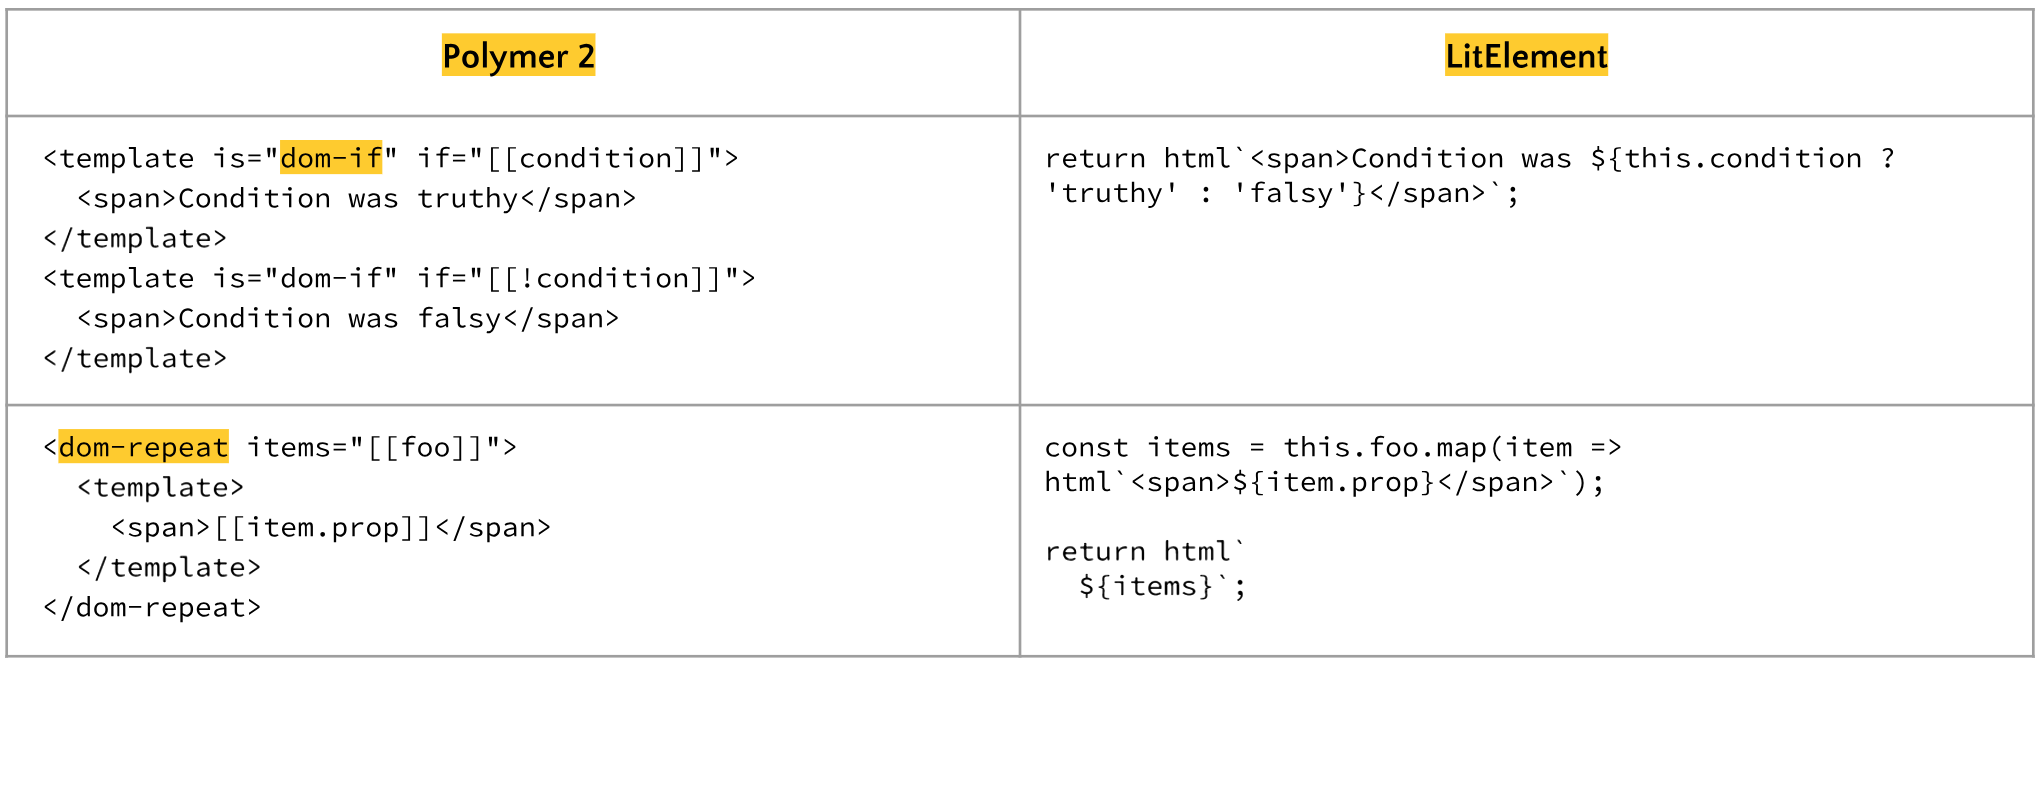 Polymer 2
LitElement
<template is="dom-if" if="[[condition]]">
  <span>Condition was truthy</span>
</template>
<template is="dom-if" if="[[!condition]]">
  <span>Condition was falsy</span>
</template>
return html`<span>Condition was ${this.condition ?
'truthy' : 'falsy'}</span>`;
<dom-repeat items="[[foo]]">
  <template>
    <span>[[item.prop]]</span>
  </template>
</dom-repeat>
const items = this.foo.map(item =>
html`<span>${item.prop}</span>`);
return html`
  ${items}`;